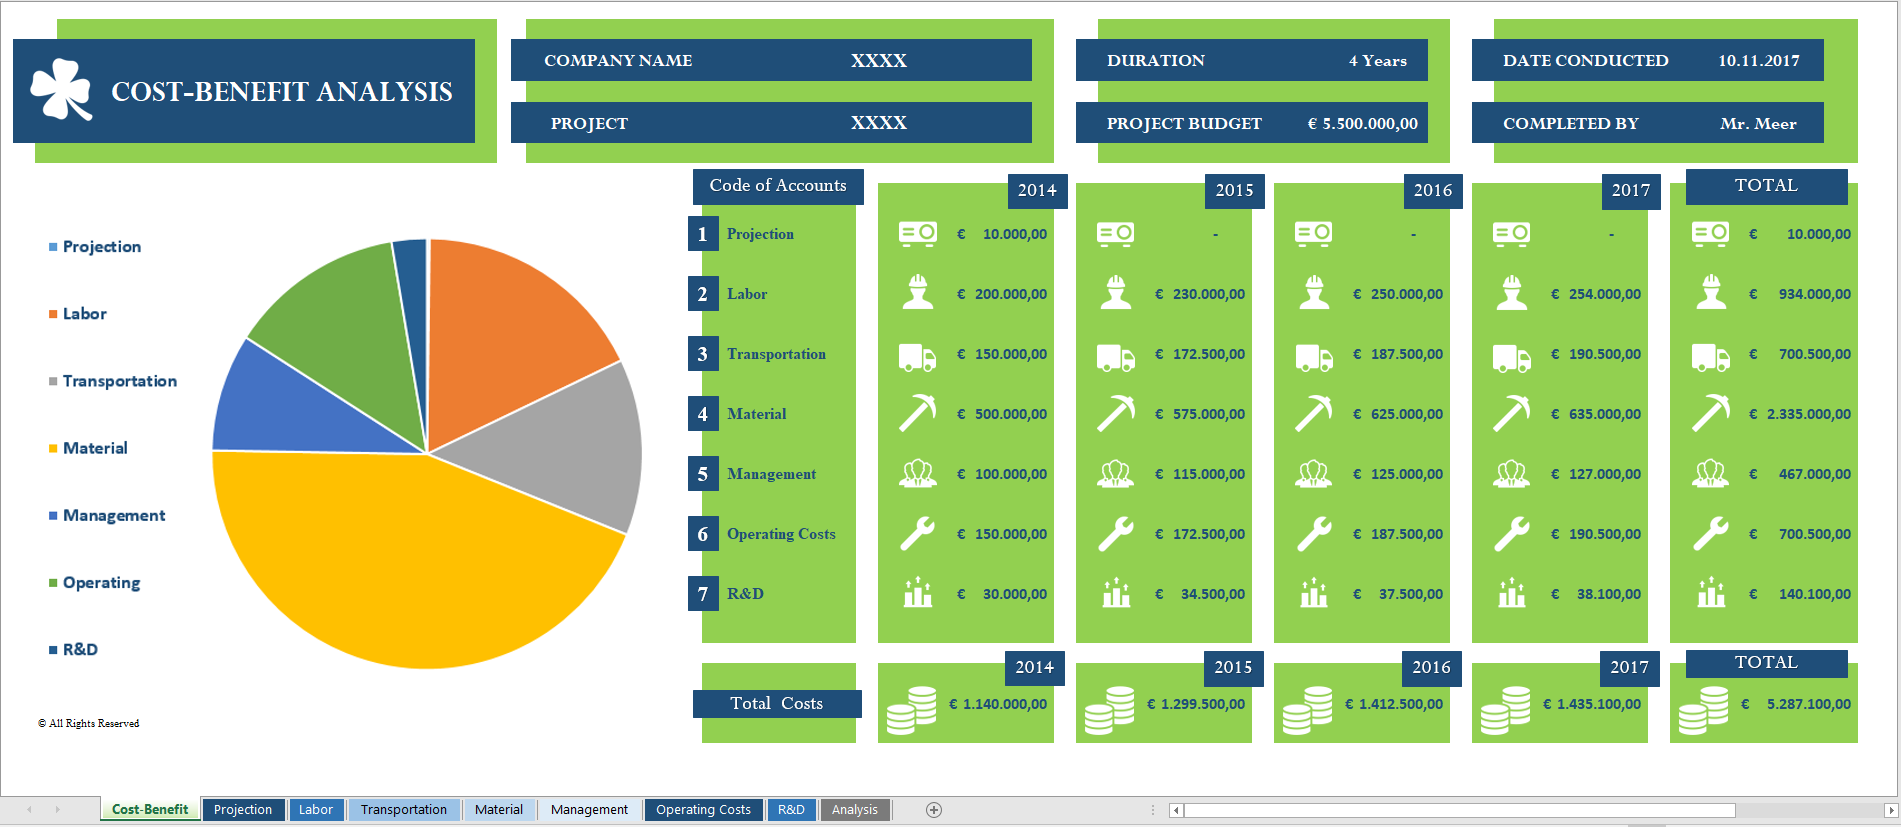 COST-BENEFIT ANALYSIS
COMPANY NAME XXXX
PROJECT XXXX
DURATION 4 Years
PROJECT BUDGET € 5.500.000,00
DATE CONDUCTED 10.11.2017
COMPLETED BY Mr. Meer
Projection
Labor
Transportation
Material
Management
Operating
R&D
© All Rights Reserved
Code of Accounts 2014 2015 2016 2017 TOTAL
1 Projection € 10.000,00 - - - € 10.000,00
2 Labor € 200.000,00 € 230.000,00 € 250.000,00 € 254.000,00 € 934.000,00
3 Transportation € 150.000,00 € 172.500,00 € 187.500,00 € 190.500,00 € 700.500,00
4 Material € 500.000,00 € 575.000,00 € 625.000,00 € 635.000,00 € 2.335.000,00
5 Management € 100.000,00 € 115.000,00 € 125.000,00 € 127.000,00 € 467.000,00
6 Operating Costs € 150.000,00 € 172.500,00 € 187.500,00 € 190.500,00 € 700.500,00
7 R&D € 30.000,00 € 34.500,00 € 37.500,00 € 38.100,00 € 140.100,00
2014 2015 2016 2017 TOTAL
Total Costs € 1.140.000,00 € 1.299.500,00 € 1.412.500,00 € 1.435.100,00 € 5.287.100,00
Cost-Benefit Projection Labor Transportation Material Management Operating Costs R&D Analysis